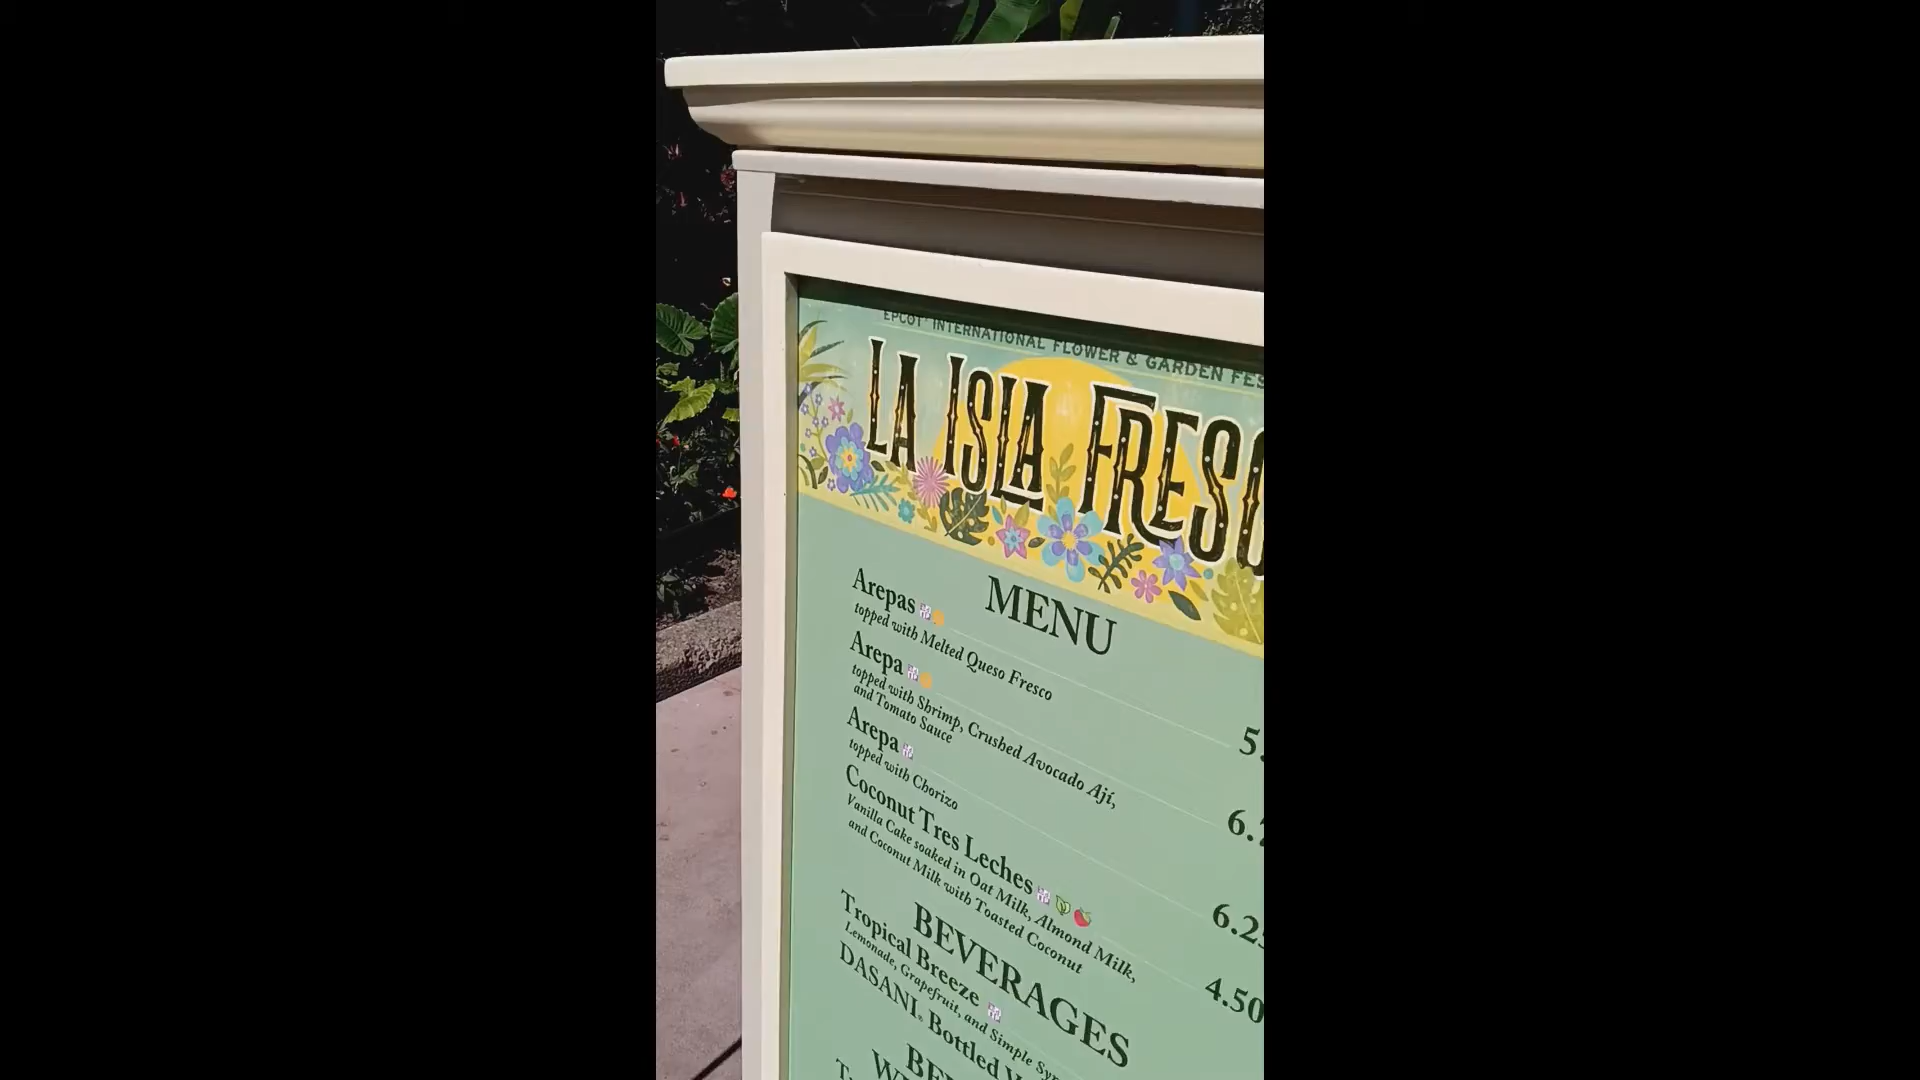 EPCOT® INTERNATIONAL FLOWER & GARDEN FES
LA ISLA FRESC
MENU
Arepas
topped with Melted Queso Fresco
5.
Arepa
topped with Shrimp, Crushed Avocado Ají,
and Tomato Sauce
6.
Arepa
topped with Chorizo
6.25
Coconut Tres Leches
Vanilla Cake soaked in Oat Milk, Almond Milk,
and Coconut Milk with Toasted Coconut
4.50
BEVERAGES
Tropical Breeze
Lemonade, Grapefruit, and Simple Syr
DASANI® Bottled